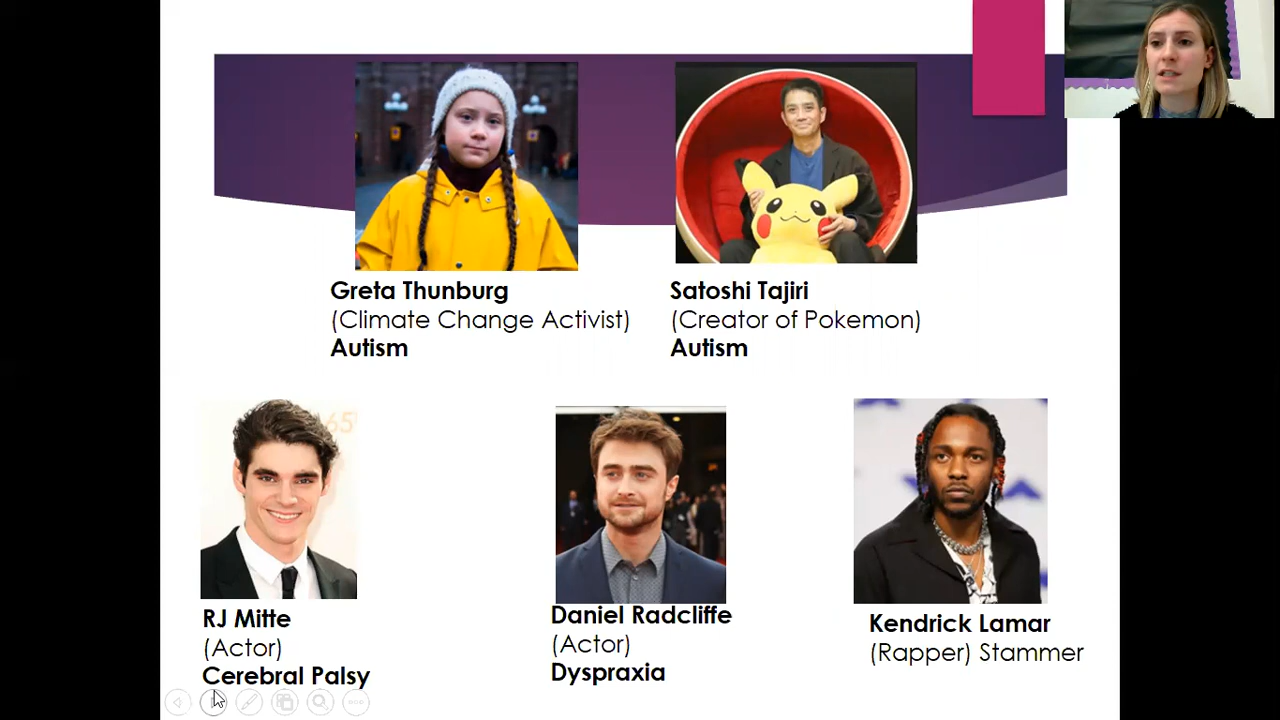 Greta Thunburg
(Climate Change Activist)
Autism
Satoshi Tajiri
(Creator of Pokemon)
Autism
RJ Mitte
(Actor)
Cerebral Palsy
Daniel Radcliffe
(Actor)
Dyspraxia
Kendrick Lamar
(Rapper) Stammer